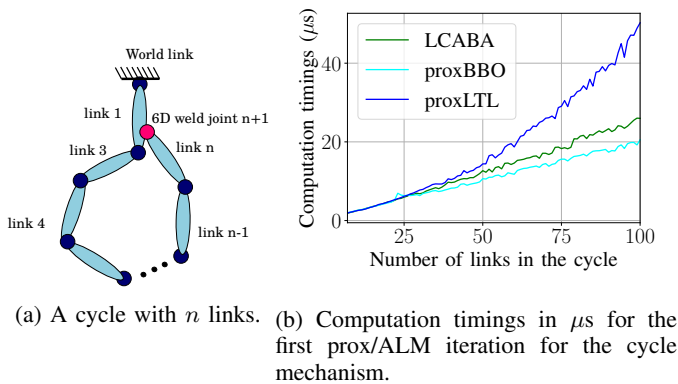 World link
link 1
6D weld joint n+1
link 3
link n
link 4
link n-1
(a) A cycle with n links.
Computation timings (μs)
40
20
0
LCABA
proxBBO
proxLTL
25
50
75
100
Number of links in the cycle
(b) Computation timings in μs for the
first prox/ALM iteration for the cycle
mechanism.